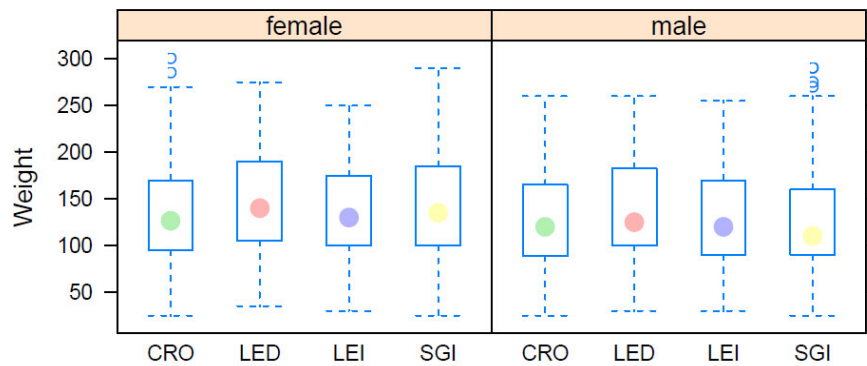 female male
300
250
200
150
100
50
Weight
CRO LED LEI SGI CRO LED LEI SGI